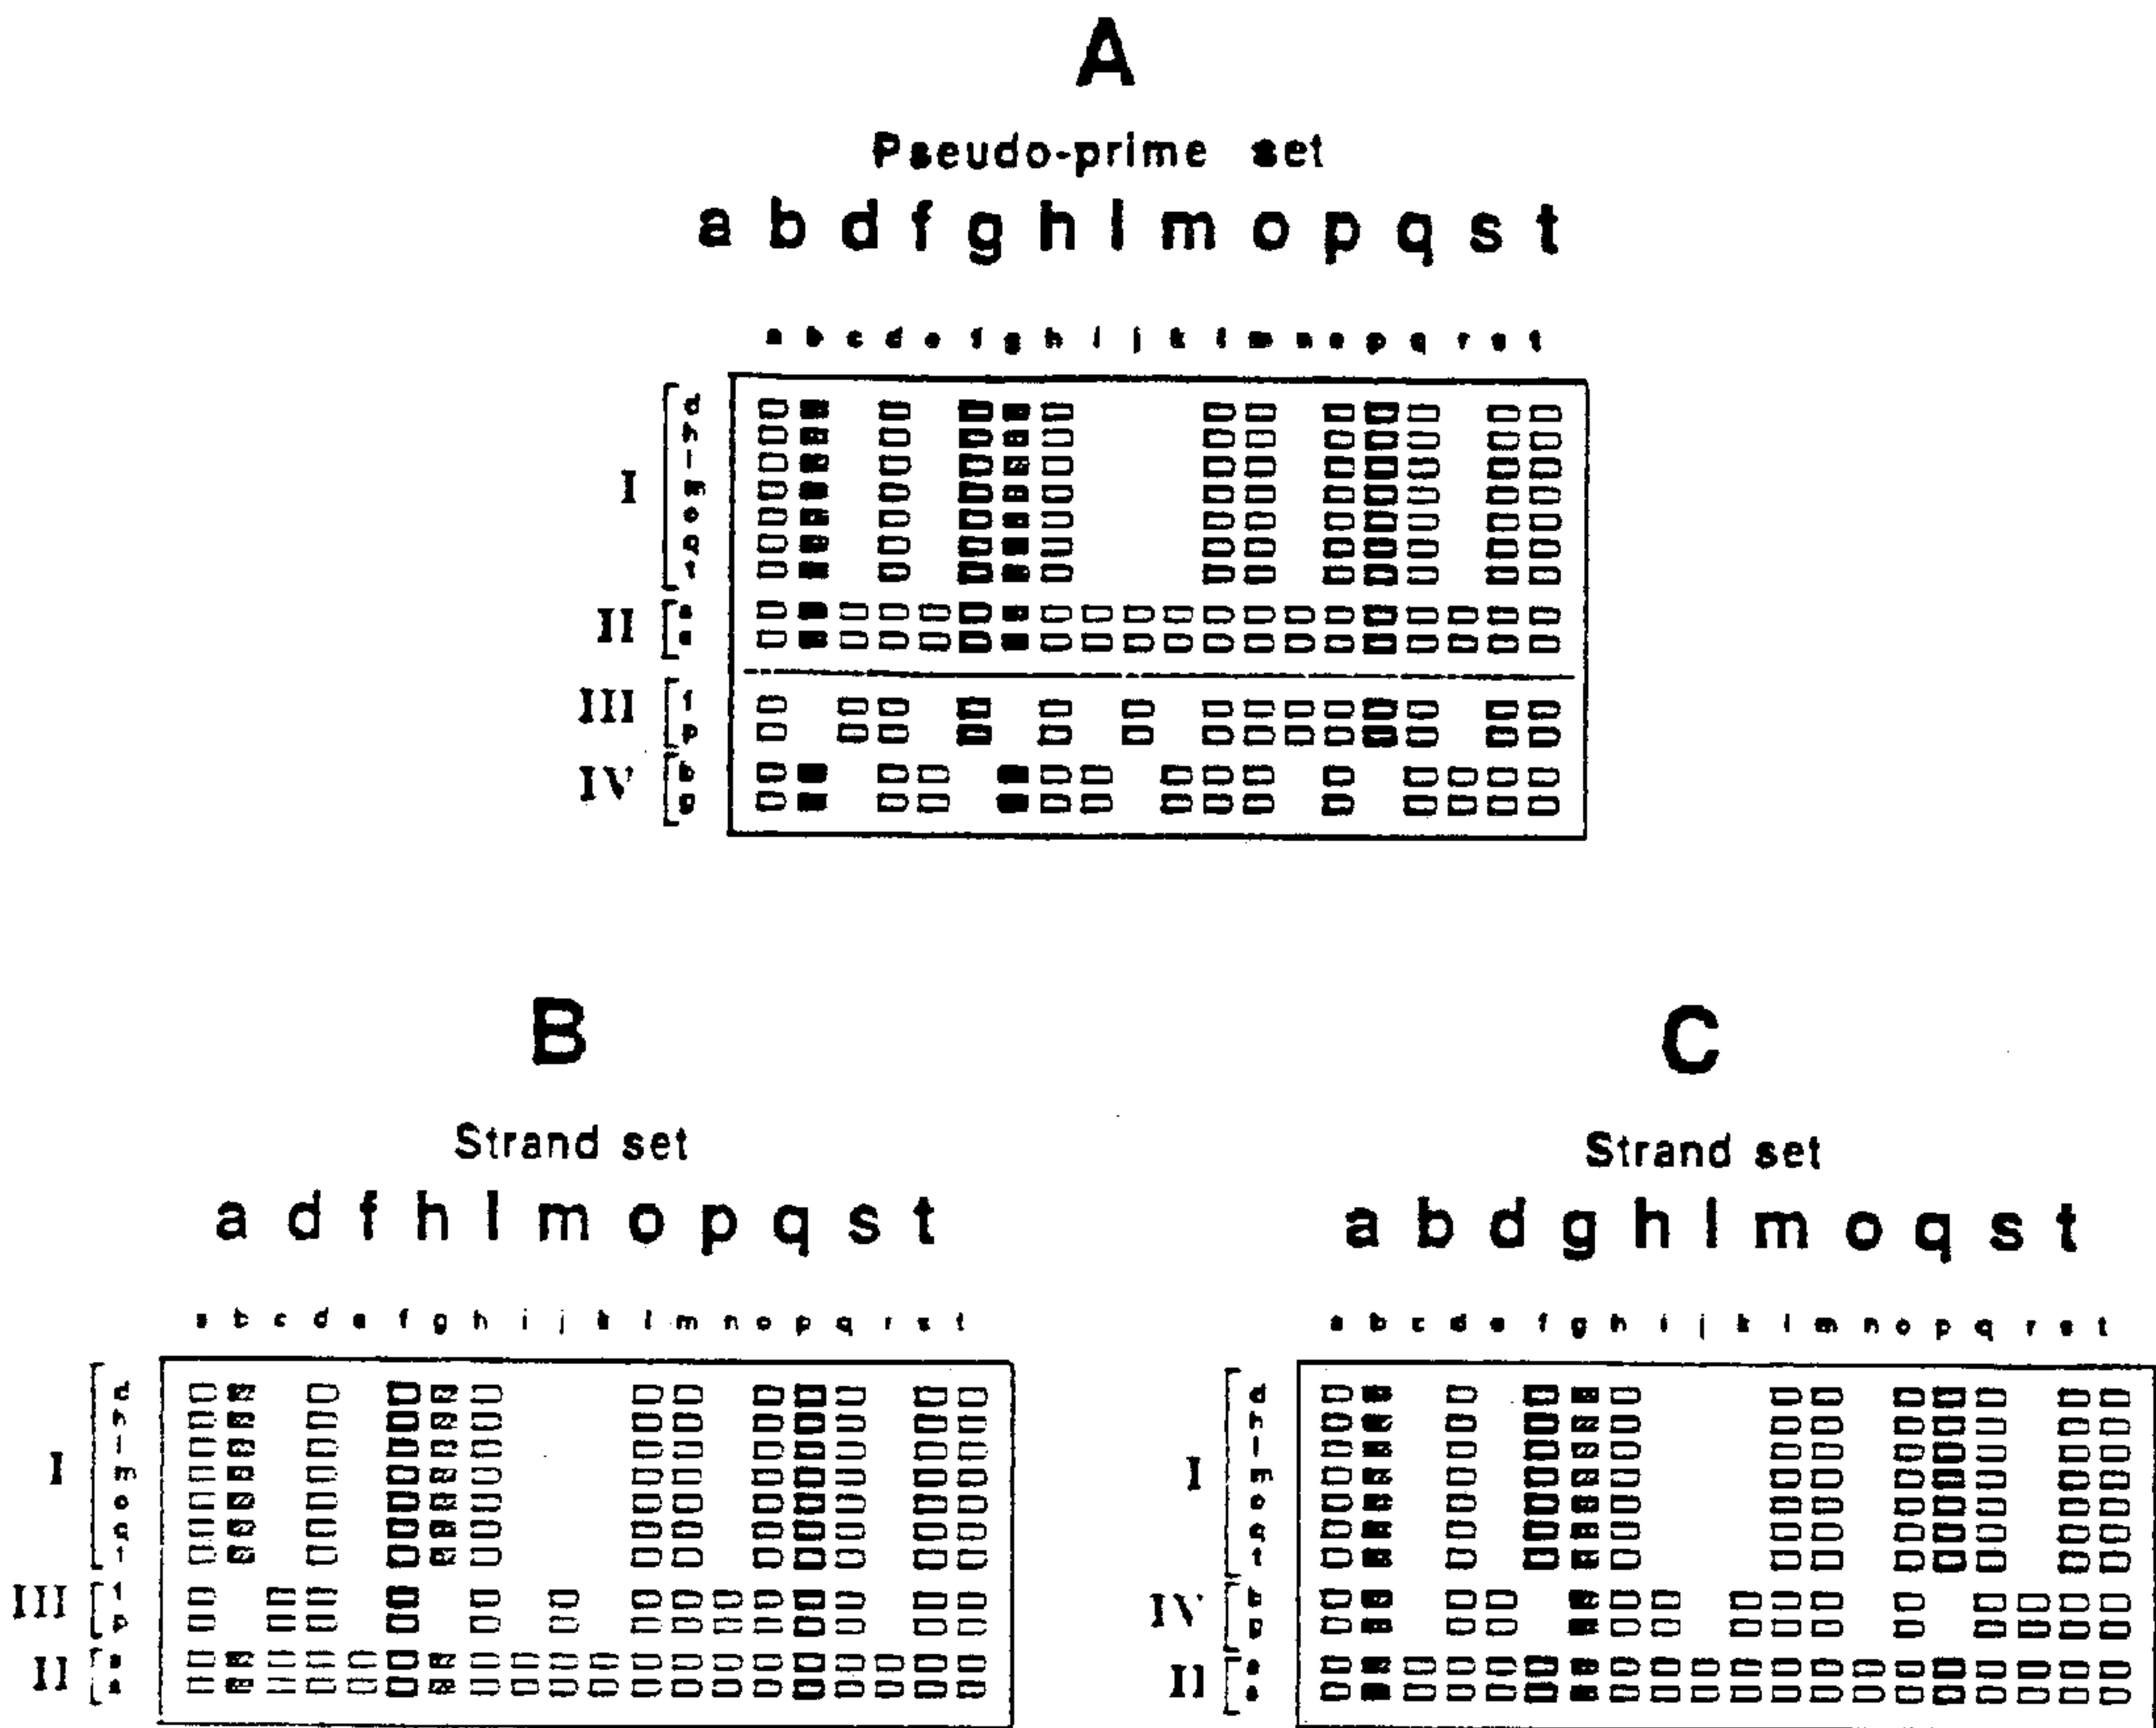 A
Pseudo-prime set
a b d f g h l m o p q s t
a b c d e f g h i j k l m n o p q r s t
I
d
h
l
m
o
q
t
II
a
s
III
f
p
IV
b
g
B
Strand set
a d f h l m o p q s t
a b c d e f g h i j k l m n o p q r s t
I
d
h
l
m
o
q
t
III
f
p
II
a
s
C
Strand set
a b d g h l m o q s t
a b c d e f g h i j k l m n o p q r s t
I
d
h
l
m
o
q
t
IV
b
g
II
a
s